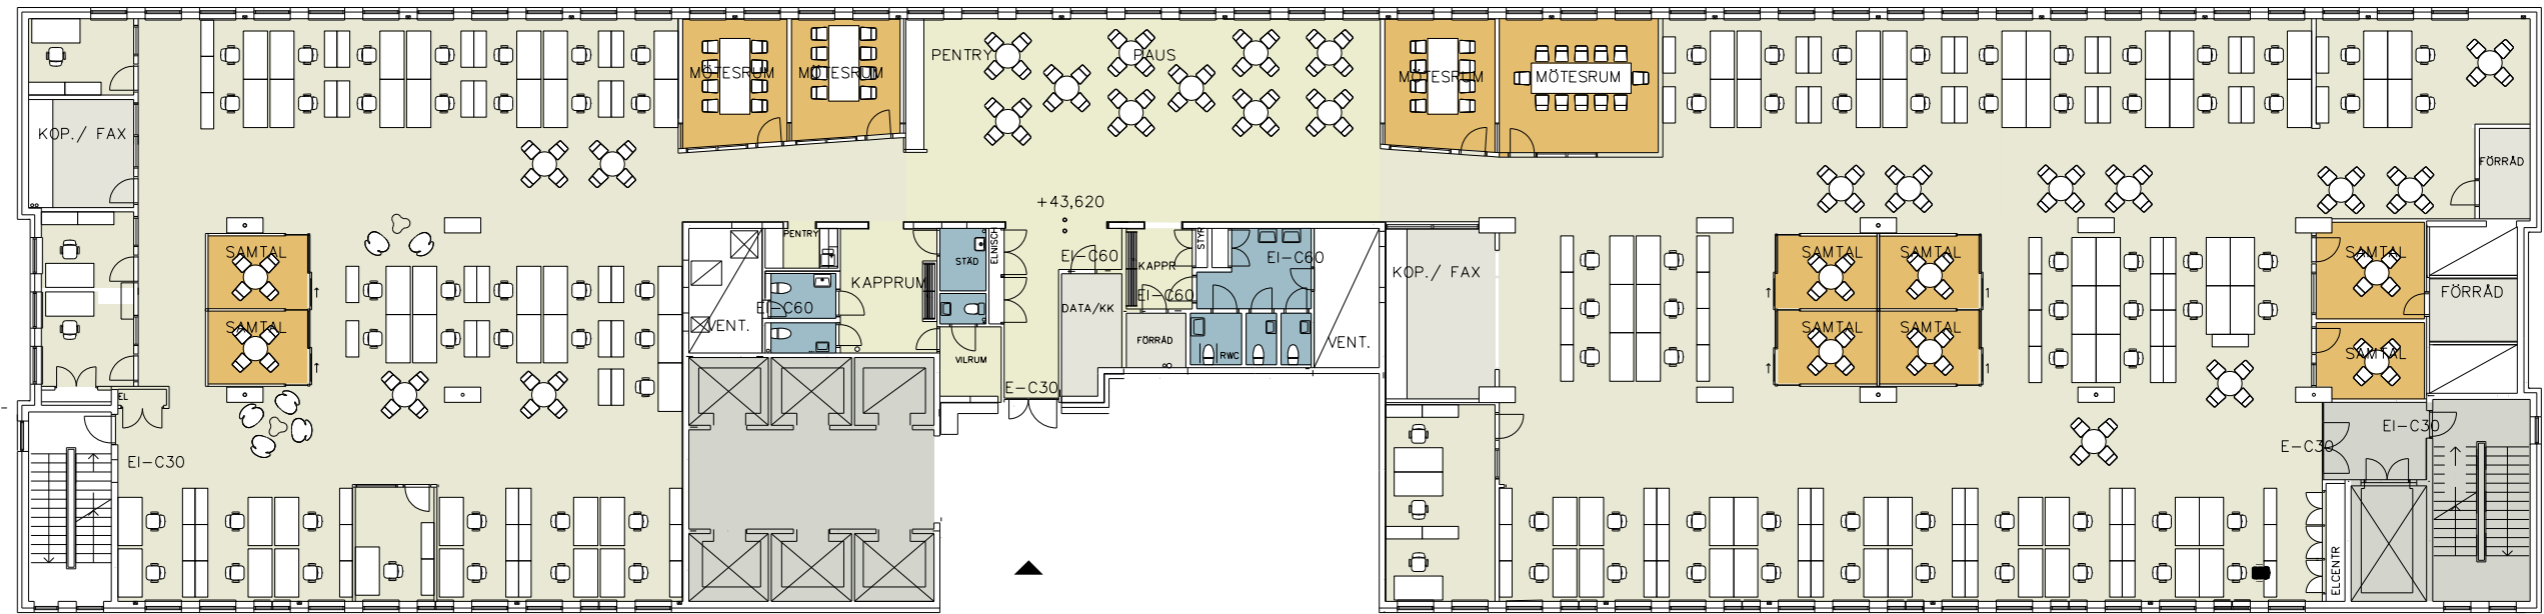 PENTRY
PAUS
MÖTESRUM
MÖTESRUM
MÖTESRUM
MÖTESRUM
KOP./ FAX
FÖRRÅD
+43,620
PENTRY
STÄD
ELNISCH
EI-C60
KAPPR
STYR
EI-C60
SAMTAL
SAMTAL
SAMTAL
SAMTAL
KOP./ FAX
KAPPRUM
EI-C60
EI-C60
DATA/KK
FÖRRÅD
SAMTAL
VENT.
FÖRRÅD
VENT.
SAMTAL
SAMTAL
SAMTAL
VILRUM
RWC
E-C30
EL
EI-C30
EI-C30
E-C30
ELCENTR